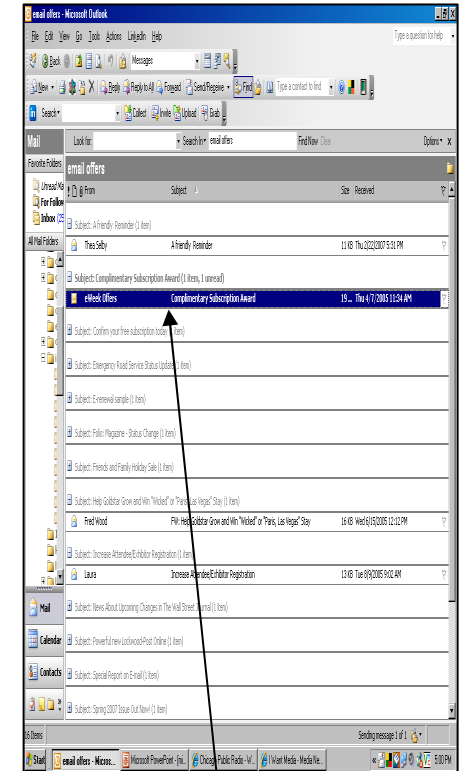 email offers - Microsoft Outlook
File Edit View Go Tools Actions LinkedIn Help Type a question for help
Back Messages
New Reply Reply to All Forward Send/Receive Find Type a contact to find
Search Collect Invite Upload Grab
Mail Look for: Search In email offers Find Now Clear Options X
Favorite Folders email offers
Unread Ma From Subject Size Received
For Follow
Inbox (25 Subject: A friendly Reminder (1 item)
All Mail Folders Thea Selby A friendly Reminder 11 KB Thu 2/22/2007 5:31 PM
Subject: Complimentary Subscription Award (1 item, 1 unread)
eWeek Offers Complimentary Subscription Award 19... Thu 4/7/2005 11:34 AM
Subject: Confirm your free subscription today (1 item)
Subject: Emergency Road Service Status Update (1 item)
Subject: E-renewal sample (1 item)
Subject: Folio: Magazine - Status Change (1 item)
Subject: Friends and Family Holiday Sale (1 item)
Subject: Help Goldstar Grow and Win "Wicked" or "Paris, Las Vegas" Stay (1 item)
Fred Wood FW: Help Goldstar Grow and Win "Wicked" or "Paris, Las Vegas" Stay 16 KB Wed 6/15/2005 12:12 PM
Subject: Increase Attendee/Exhibitor Registration (1 item)
Laura Increase Attendee/Exhibitor Registration 13 KB Tue 8/9/2005 9:02 AM
Mail Subject: News About Upcoming Changes in The Wall Street Journal (1 item)
Calendar Subject: Powerful new Lockwood-Post Online (1 item)
Contacts Subject: Special Report on E-mail (1 item)
Subject: Spring 2007 Issue Out Now! (1 item)
16 Items Sending message 1 of 1
Start email offers - Micros... Microsoft PowerPoint - [ni... Chicago Public Radio - W... I Want Media - Media Ne... 5:00 PM